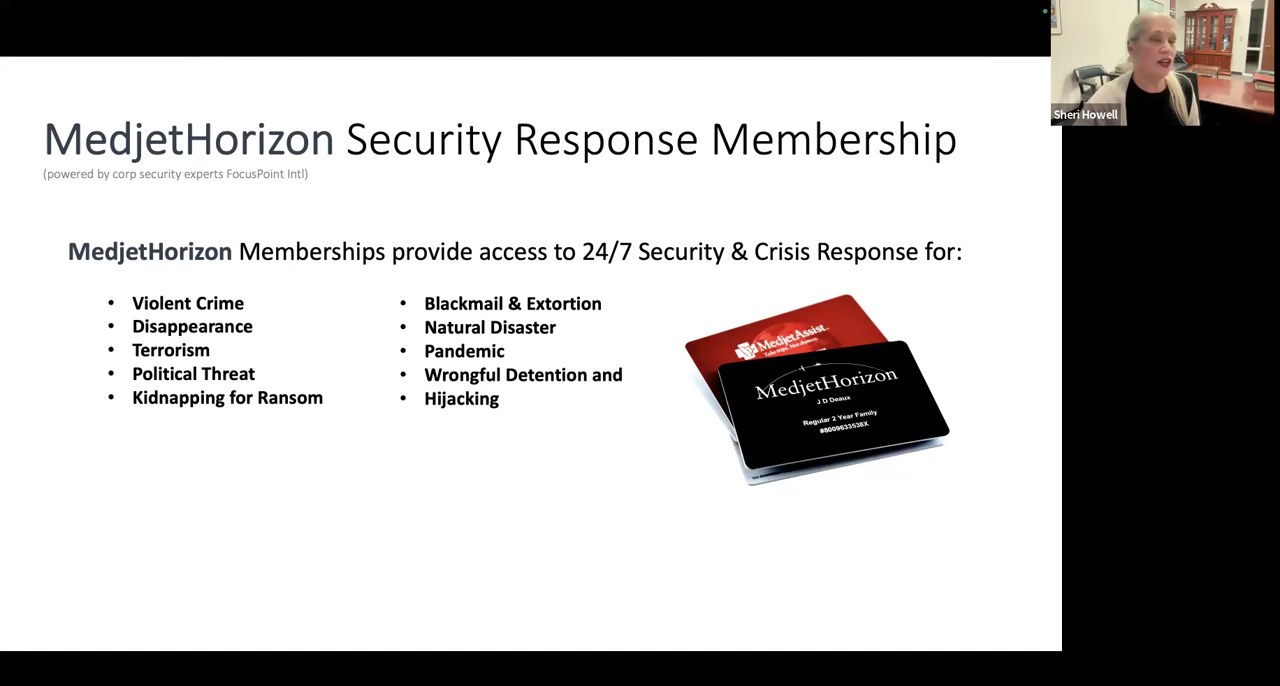 Sheri Howell
MedjetHorizon Security Response Membership
(powered by corp security experts FocusPoint Intl)
MedjetHorizon Memberships provide access to 24/7 Security & Crisis Response for:
• Violent Crime
• Disappearance
• Terrorism
• Political Threat
• Kidnapping for Ransom
• Blackmail & Extortion
• Natural Disaster
• Pandemic
• Wrongful Detention and
• Hijacking
MedjetAssist
MedjetHorizon
J D Deaux
Regular 2 Year Family
#8009633538X